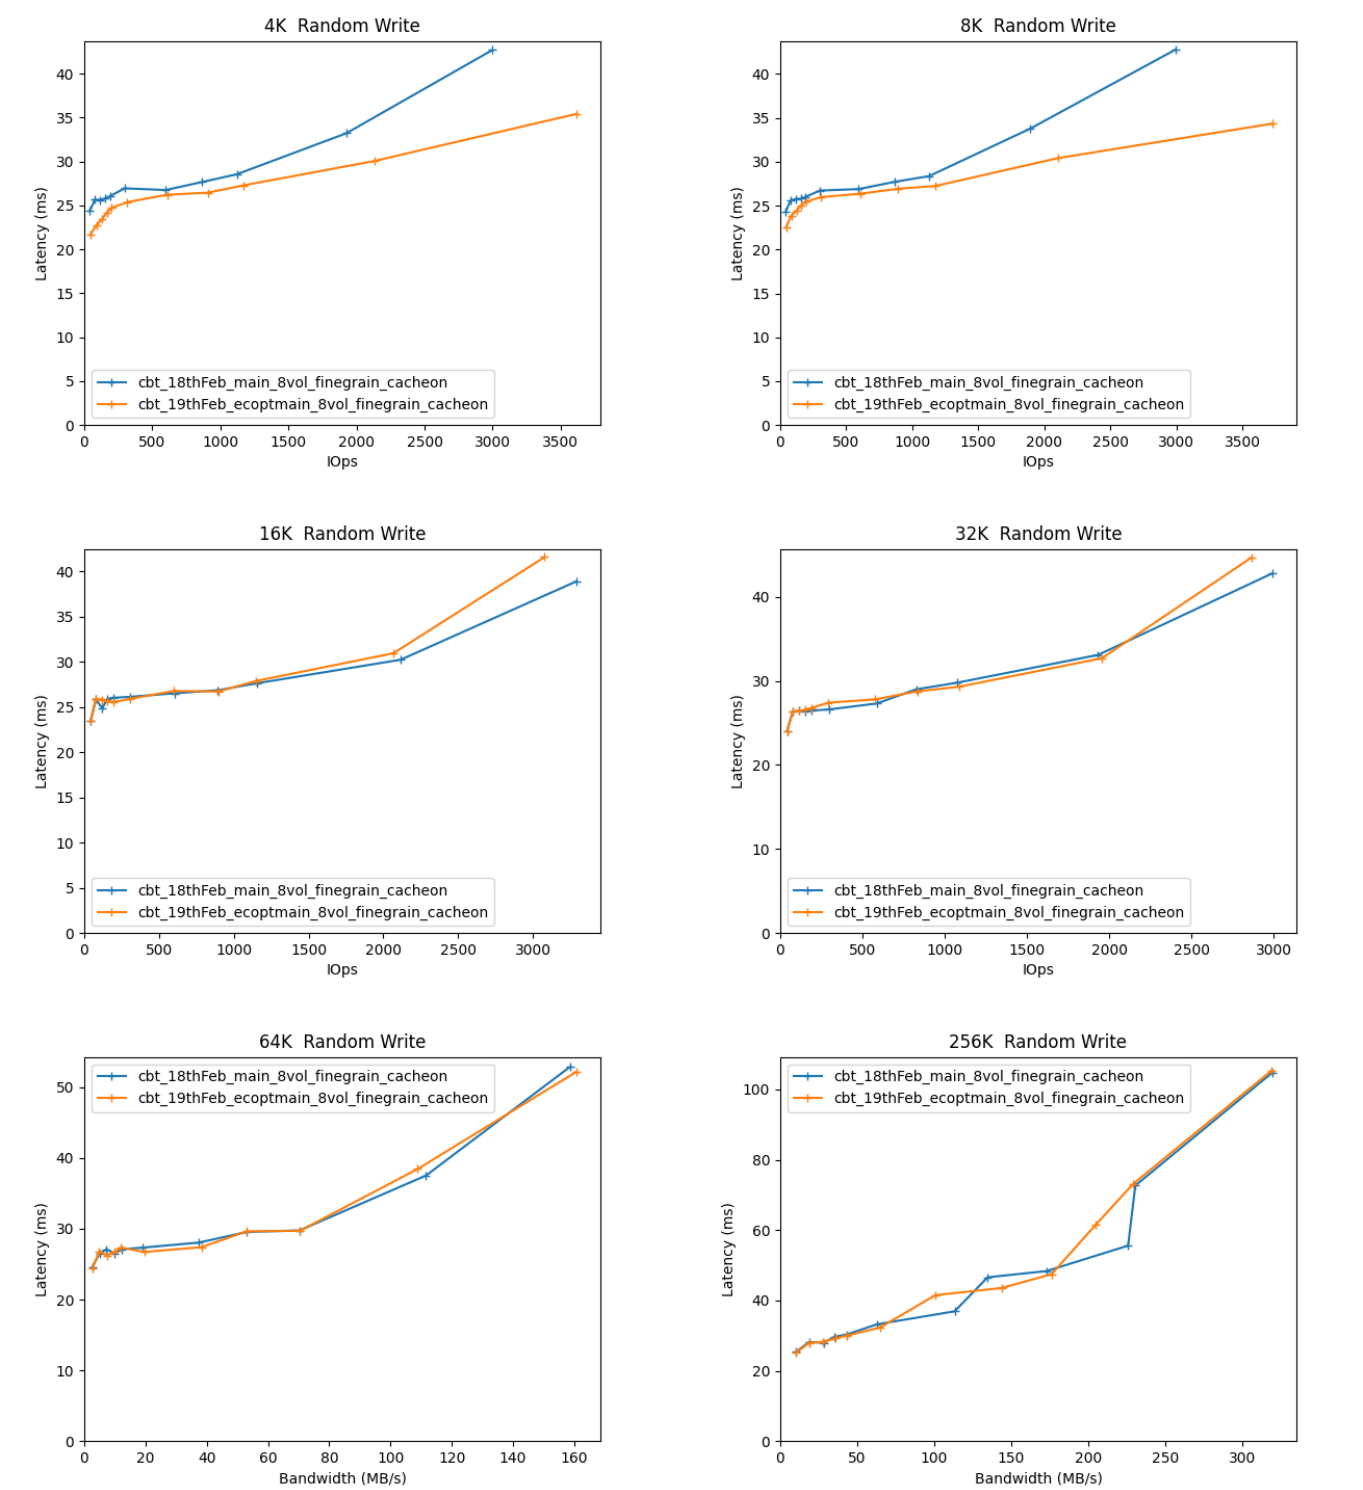 4K  Random Write
40
35
30
25
20
15
10
5
0
Latency (ms)
cbt_18thFeb_main_8vol_finegrain_cacheon
cbt_19thFeb_ecoptmain_8vol_finegrain_cacheon
0 500 1000 1500 2000 2500 3000 3500
IOps
8K  Random Write
40
35
30
25
20
15
10
5
0
Latency (ms)
cbt_18thFeb_main_8vol_finegrain_cacheon
cbt_19thFeb_ecoptmain_8vol_finegrain_cacheon
0 500 1000 1500 2000 2500 3000 3500
IOps
16K  Random Write
40
35
30
25
20
15
10
5
0
Latency (ms)
cbt_18thFeb_main_8vol_finegrain_cacheon
cbt_19thFeb_ecoptmain_8vol_finegrain_cacheon
0 500 1000 1500 2000 2500 3000
IOps
32K  Random Write
40
30
20
10
0
Latency (ms)
cbt_18thFeb_main_8vol_finegrain_cacheon
cbt_19thFeb_ecoptmain_8vol_finegrain_cacheon
0 500 1000 1500 2000 2500 3000
IOps
64K  Random Write
cbt_18thFeb_main_8vol_finegrain_cacheon
cbt_19thFeb_ecoptmain_8vol_finegrain_cacheon
50
40
30
20
10
0
Latency (ms)
0 20 40 60 80 100 120 140 160
Bandwidth (MB/s)
256K  Random Write
cbt_18thFeb_main_8vol_finegrain_cacheon
cbt_19thFeb_ecoptmain_8vol_finegrain_cacheon
100
80
60
40
20
0
Latency (ms)
0 50 100 150 200 250 300
Bandwidth (MB/s)